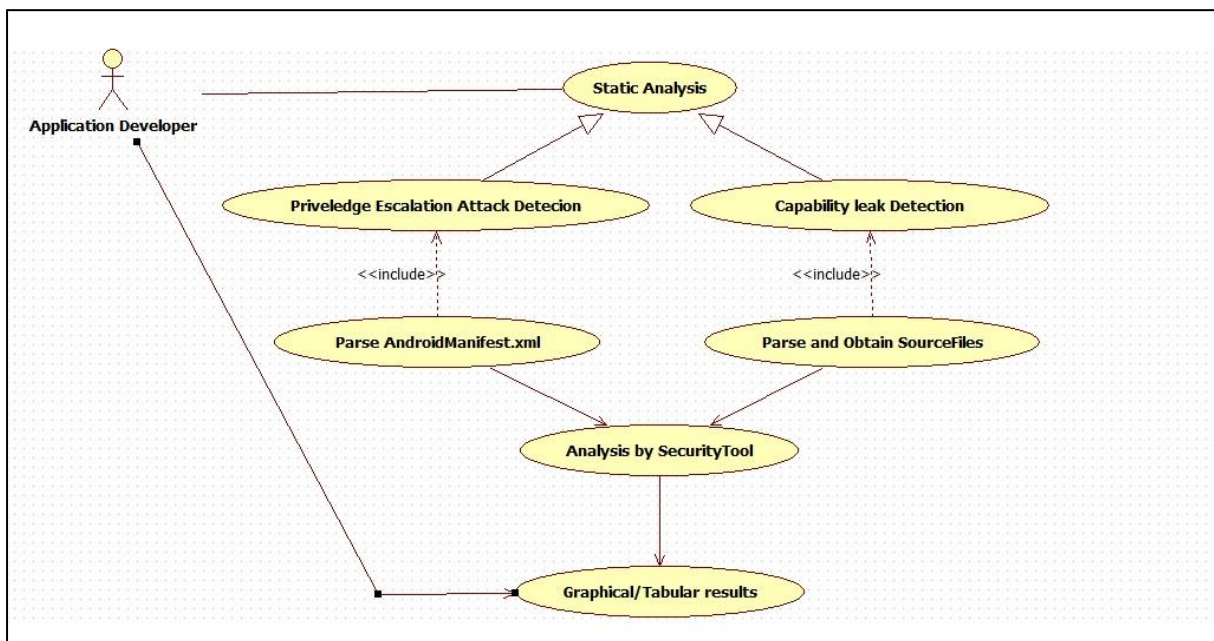 Static Analysis
Application Developer
Priveledge Escalation Attack Detecion
Capability leak Detection
<<include>>
<<include>>
Parse AndroidManifest.xml
Parse and Obtain SourceFiles
Analysis by SecurityTool
Graphical/Tabular results